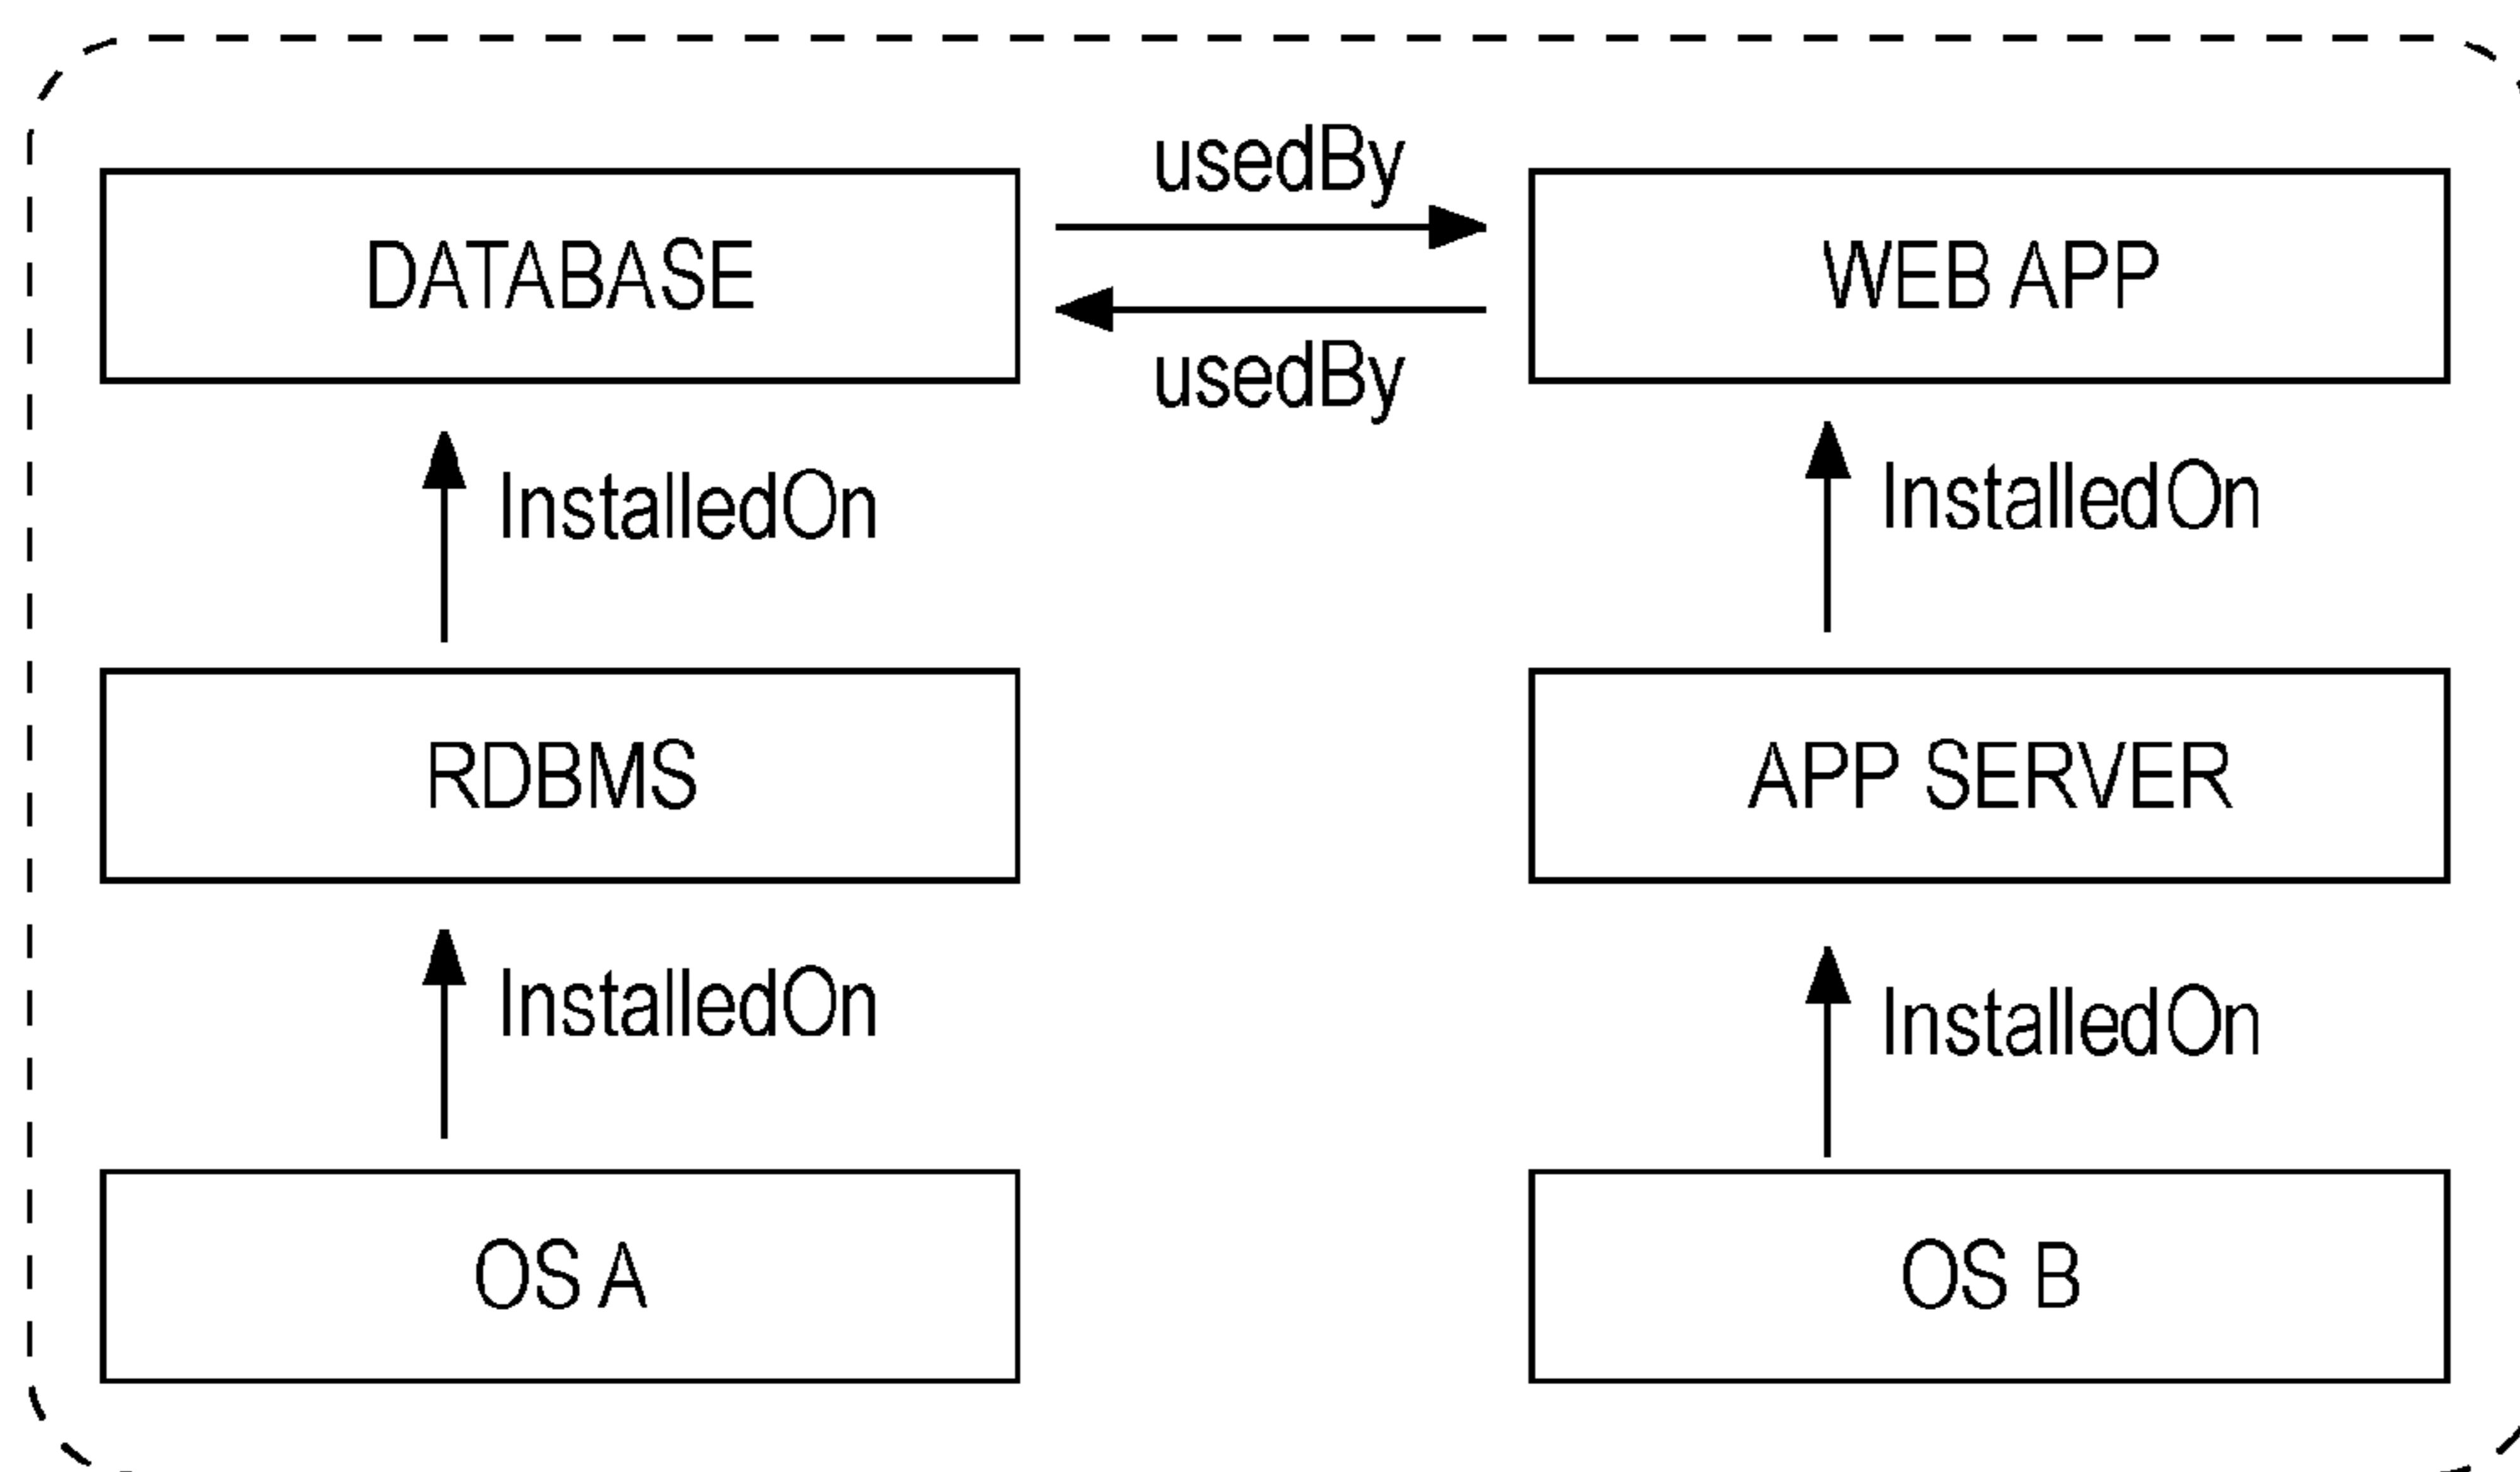 usedBy
DATABASE
WEB APP
usedBy
InstalledOn
InstalledOn
RDBMS
APP SERVER
InstalledOn
InstalledOn
OS A
OS B